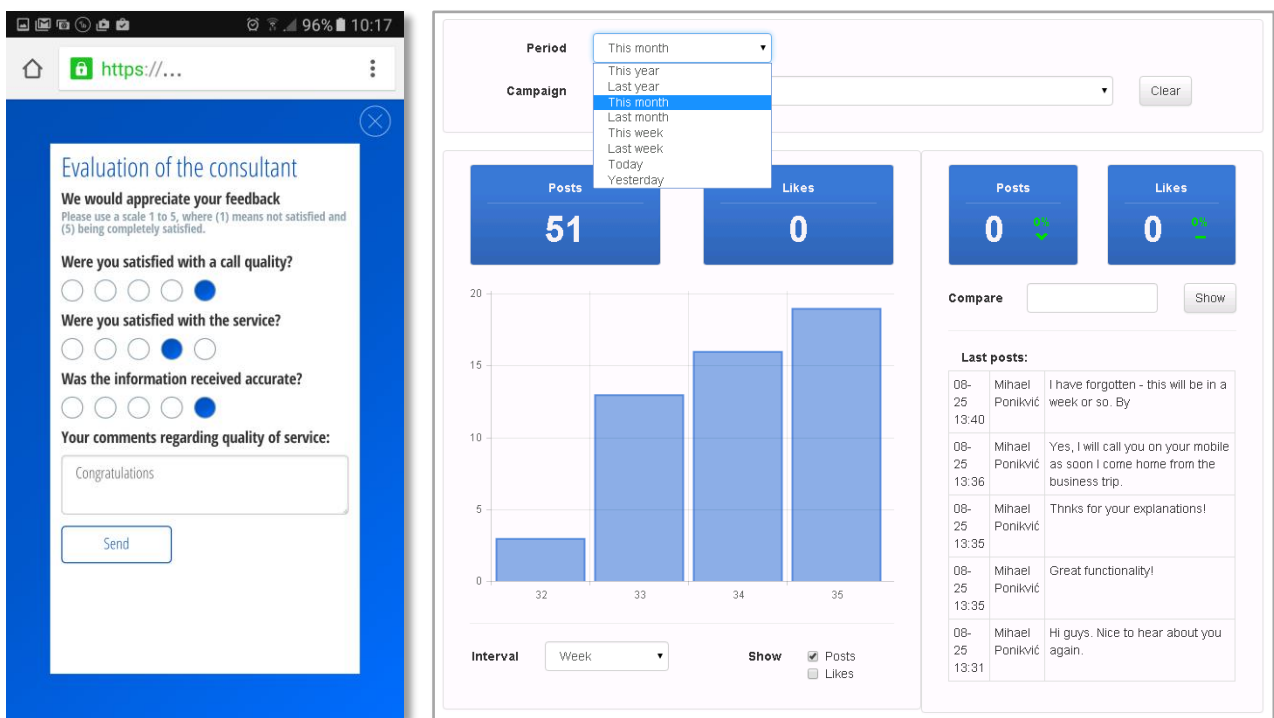 96% 10:17
https://...
Evaluation of the consultant
We would appreciate your feedback
Please use a scale 1 to 5, where (1) means not satisfied and
(5) being completely satisfied.
Were you satisfied with a call quality?
Were you satisfied with the service?
Was the information received accurate?
Your comments regarding quality of service:
Congratulations
Send
Period This month
This year
Last year
This month
Last month
This week
Last week
Today
Yesterday
Campaign Clear
Posts Likes
51 0
Posts Likes
0 0% 0 0%
20
15
10
5
0
32 33 34 35
Interval Week Show Posts
Likes
Compare Show
Last posts:
08- Mihael I have forgotten - this will be in a
25 Ponikvić week or so. By
13:40
08- Mihael Yes, I will call you on your mobile
25 Ponikvić as soon I come home from the
13:36 business trip.
08- Mihael Thnks for your explanations!
25 Ponikvić
13:35
08- Mihael Great functionality!
25 Ponikvić
13:35
08- Mihael Hi guys. Nice to hear about you
25 Ponikvić again.
13:31